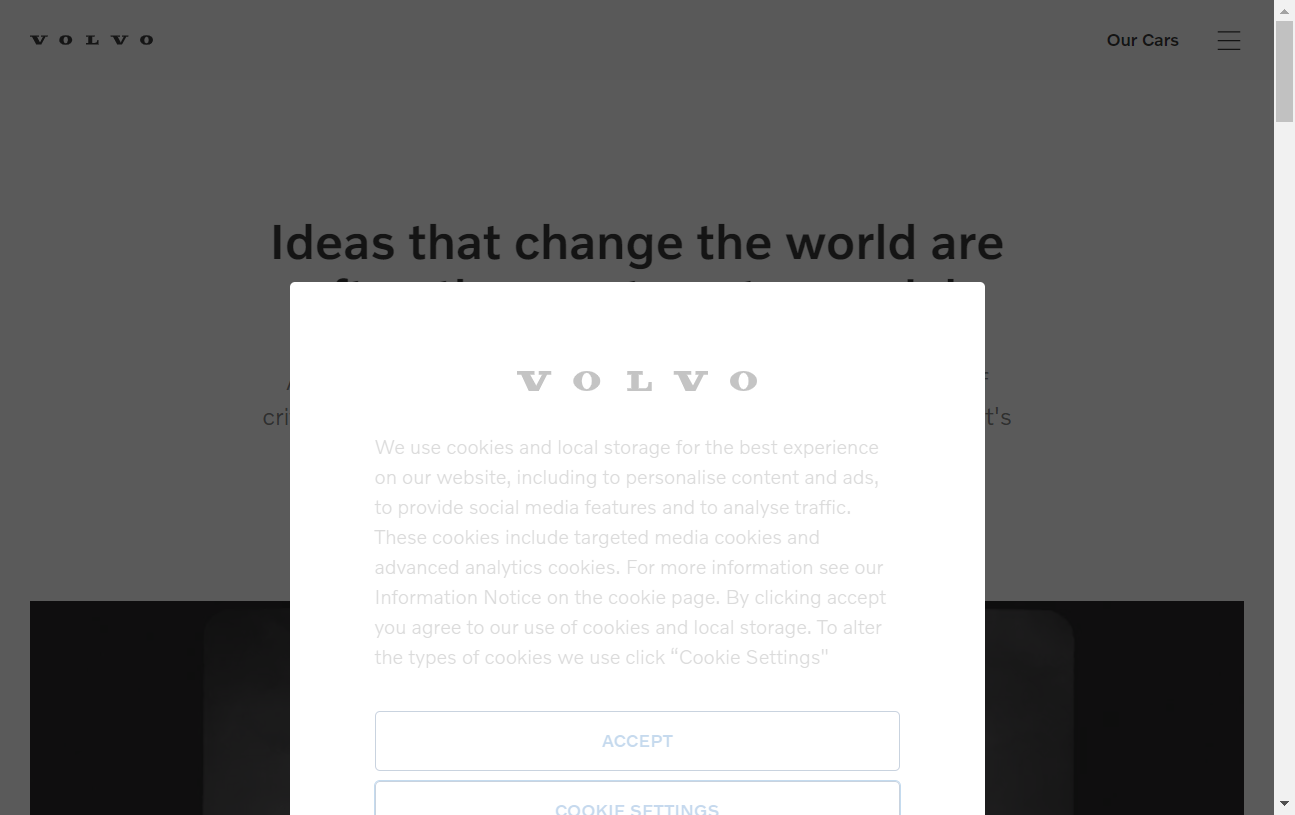 VOLVO
Our Cars
Ideas that change the world are
cri
t's
VOLVO
We use cookies and local storage for the best experience
on our website, including to personalise content and ads,
to provide social media features and to analyse traffic.
These cookies include targeted media cookies and
advanced analytics cookies. For more information see our
Information Notice on the cookie page. By clicking accept
you agree to our use of cookies and local storage. To alter
the types of cookies we use click “Cookie Settings"
ACCEPT
COOKIE SETTINGS